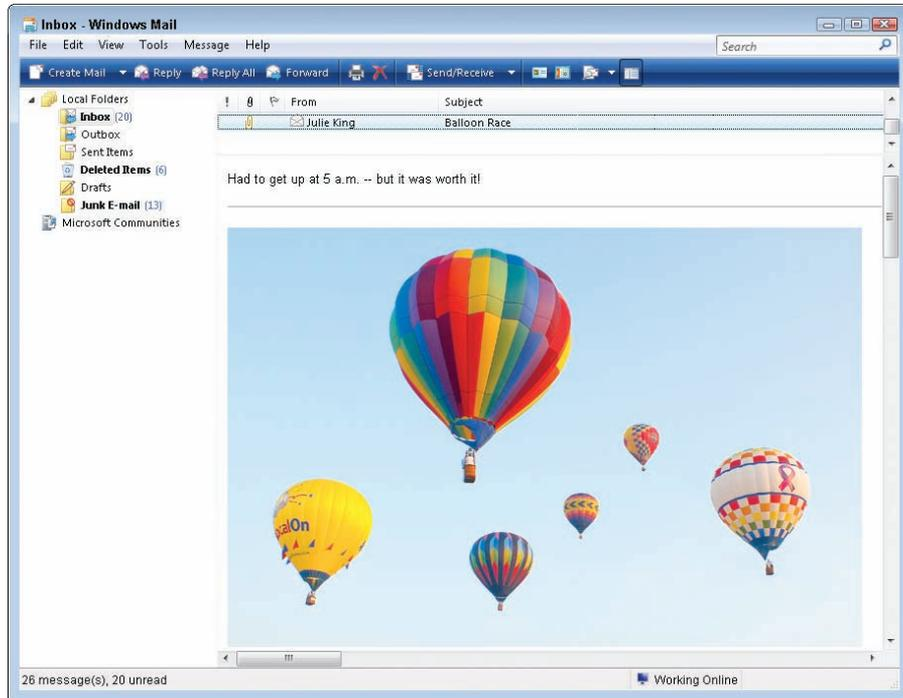 Inbox - Windows Mail
File Edit View Tools Message Help
Search
Create Mail Reply Reply All Forward Send/Receive
Local Folders
Inbox (20)
Outbox
Sent Items
Deleted Items (6)
Drafts
Junk E-mail (13)
Microsoft Communities
! From Subject
Julie King Balloon Race
Had to get up at 5 a.m. -- but it was worth it!
26 message(s), 20 unread
Working Online